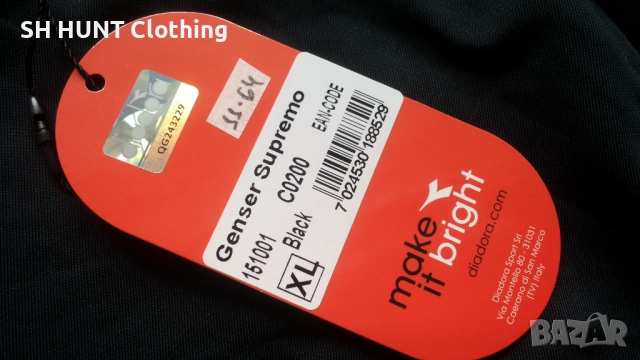 SH HUNT Clothing
QG243229
SS-64
Genser Supremo
151001 C0200
XL Black
EAN-CODE
7 024530 188529
make
it bright
diadora.com
Diadora Sport Srl
Via Montello 80 - 31031
Caerano di San Marco
(TV) Italy
BAZAR